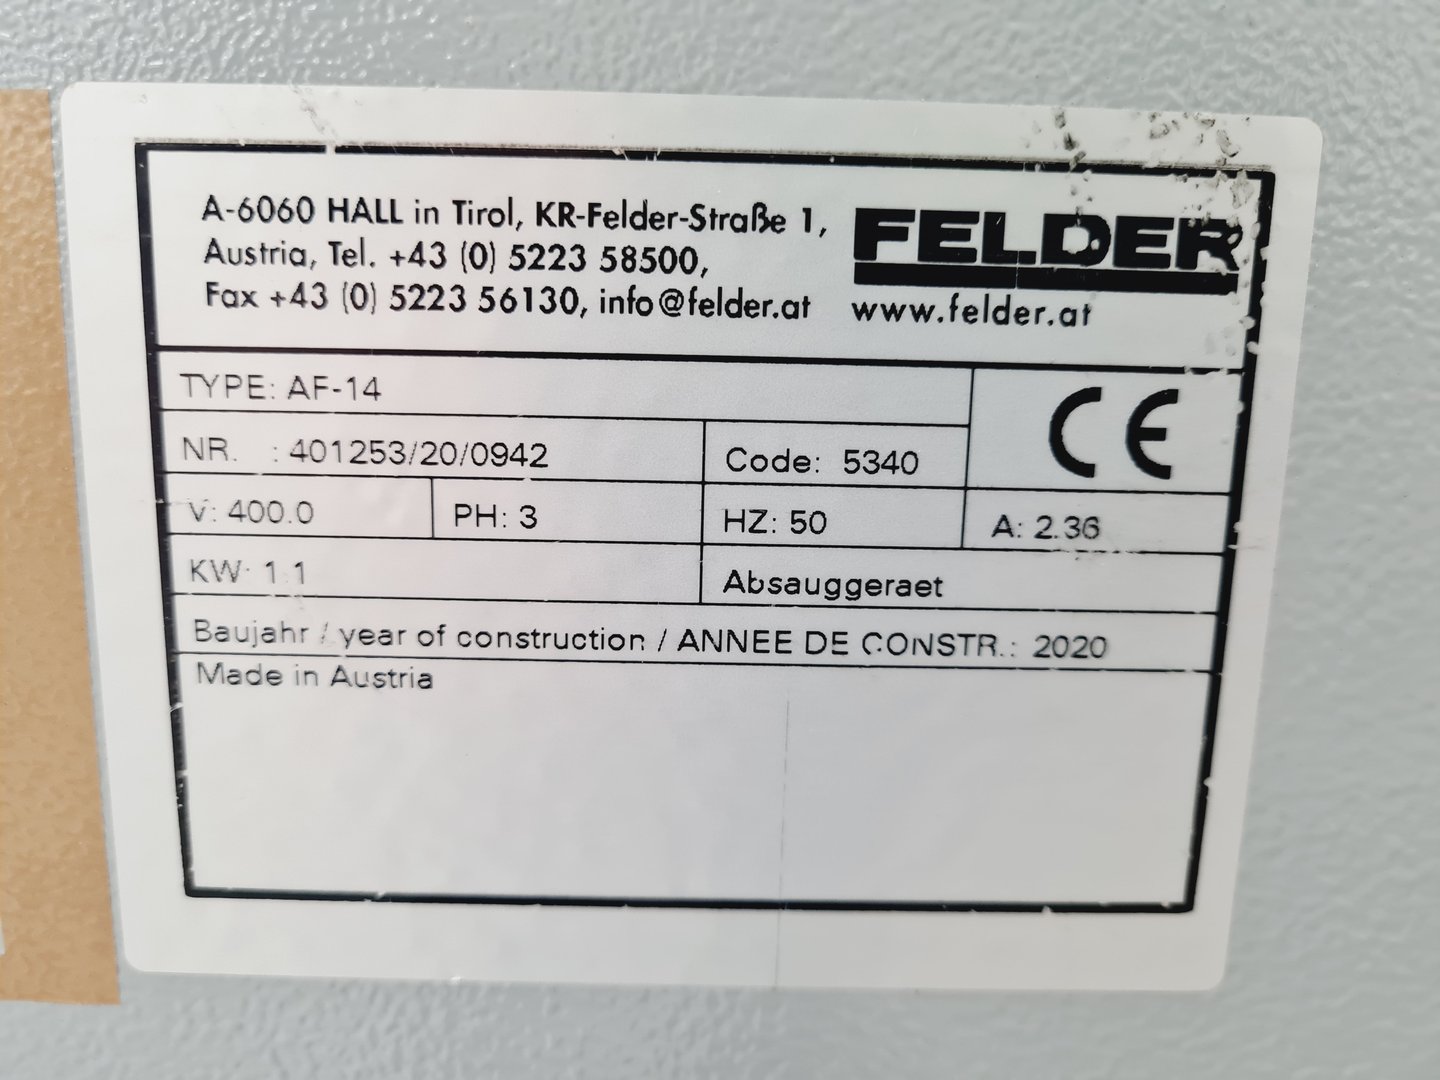 A-6060 HALL in Tirol, KR-Felder-Straße 1,
Austria, Tel. +43 (0) 5223 58500,
Fax +43 (0) 5223 56130, info@felder.at
FELDER
www.felder.at
TYPE: AF-14
CE
NR. : 401253/20/0942
Code: 5340
V: 400.0
PH: 3
HZ: 50
A: 2.36
KW: 1.1
Absauggeraet
Baujahr / year of construction / ANNEE DE CONSTR.: 2020
Made in Austria